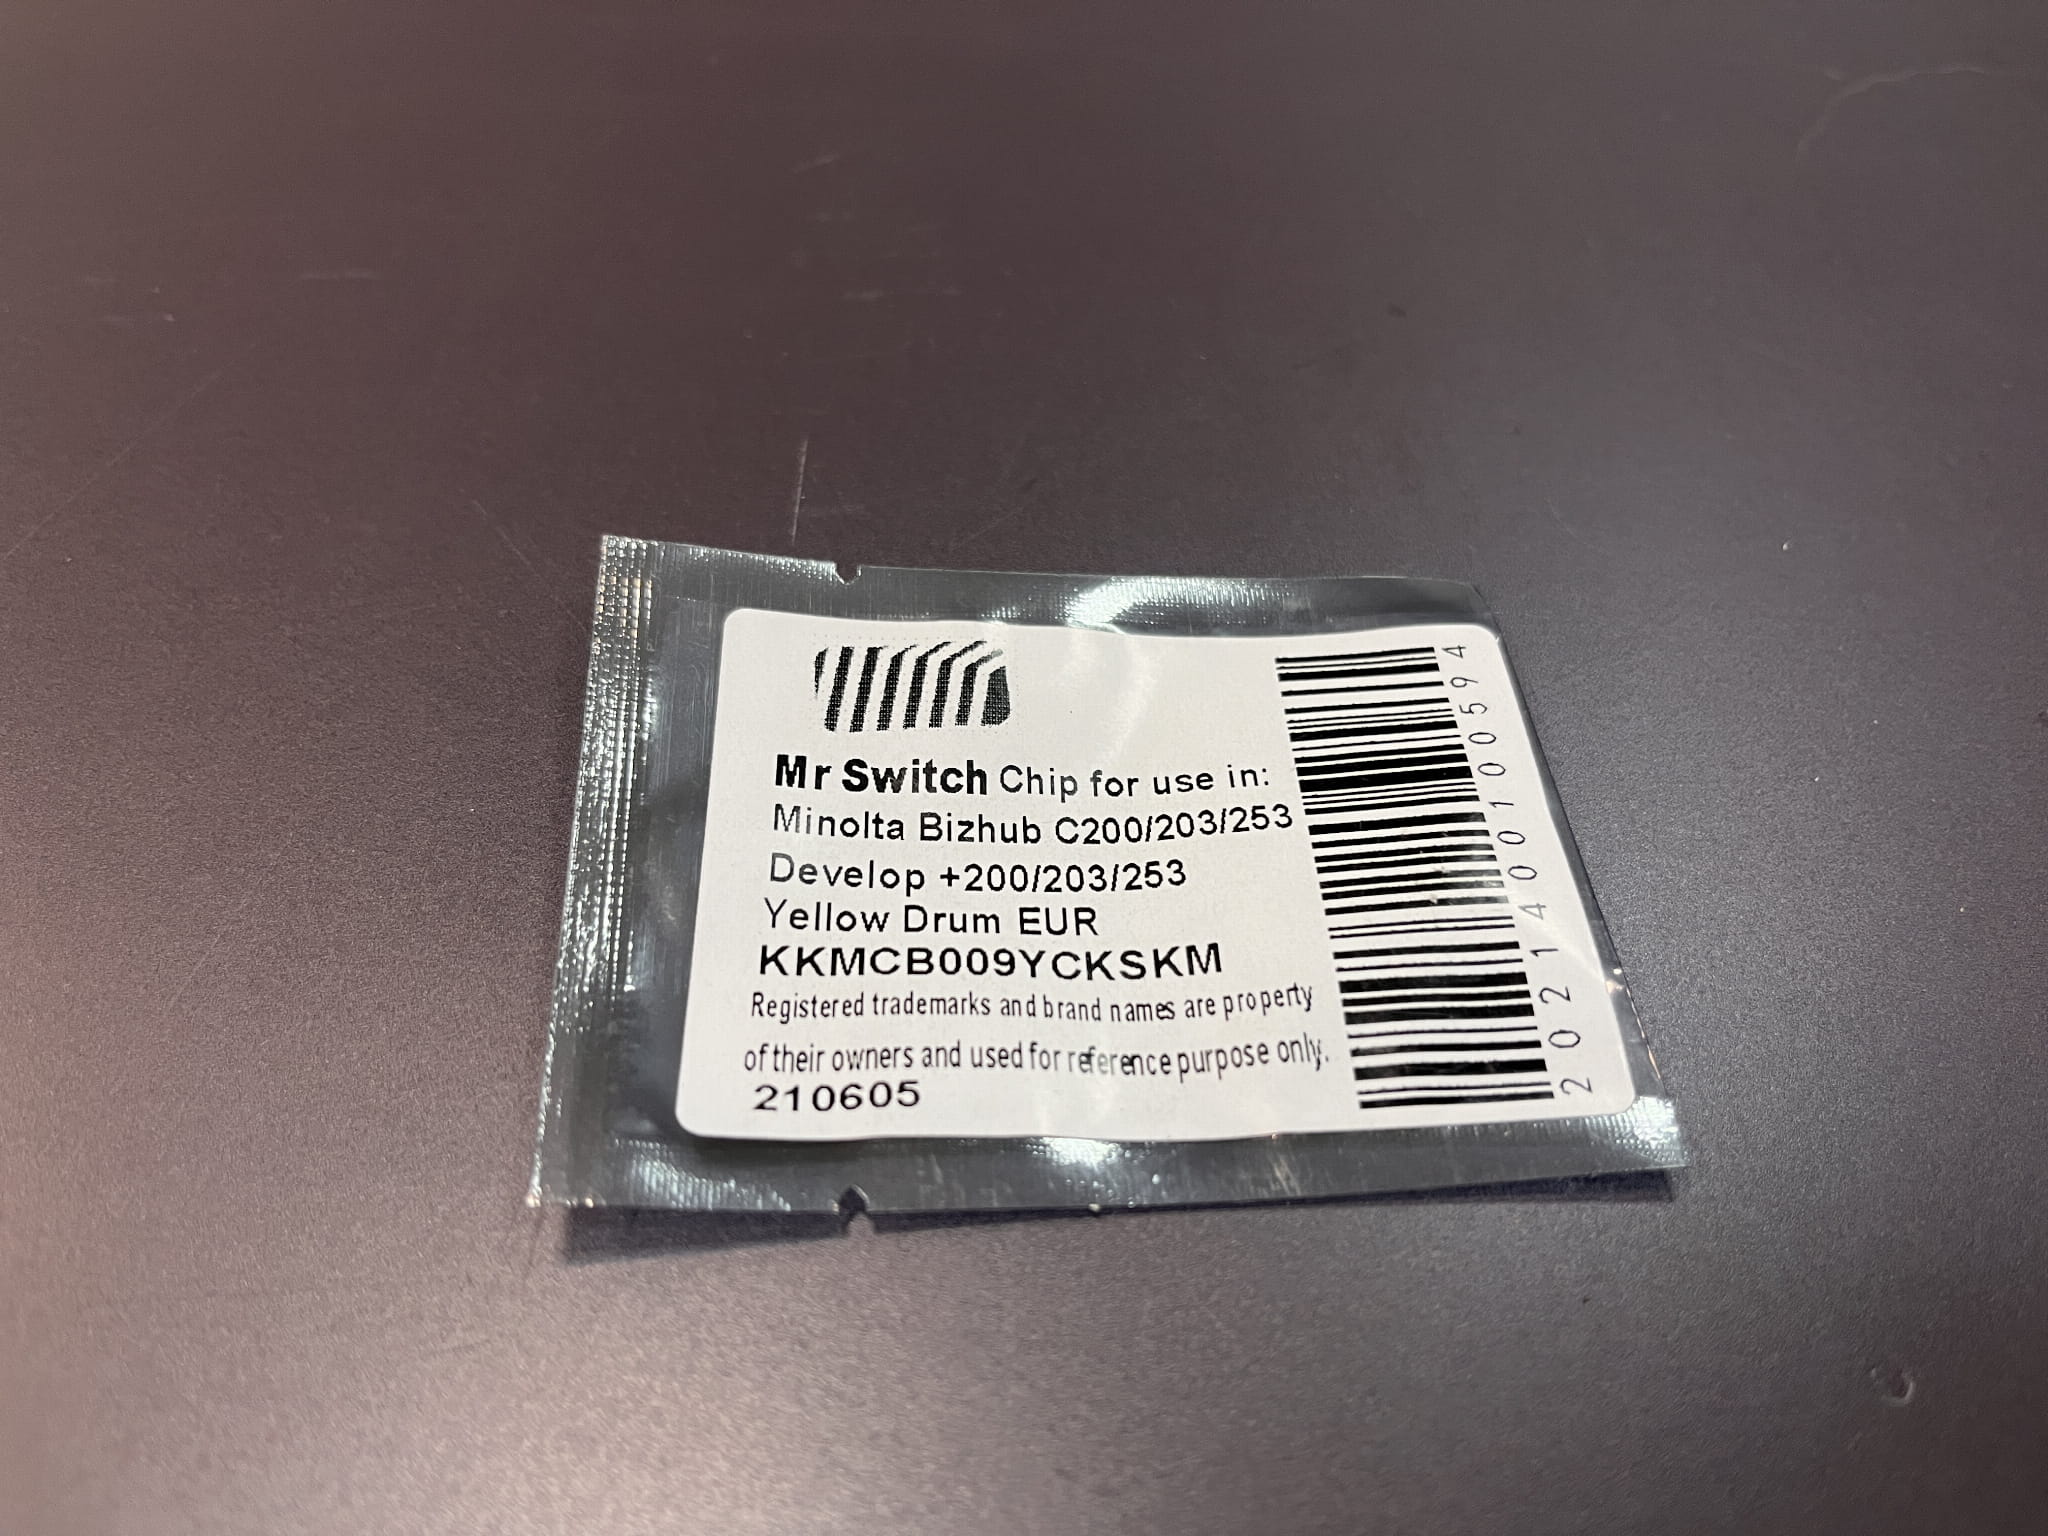 Mr Switch Chip for use in:
Minolta Bizhub C200/203/253
Develop +200/203/253
Yellow Drum EUR
KKMCB009YCKSKM
Registered trademarks and brand names are property
of their owners and used for reference purpose only.
210605
2021400100594